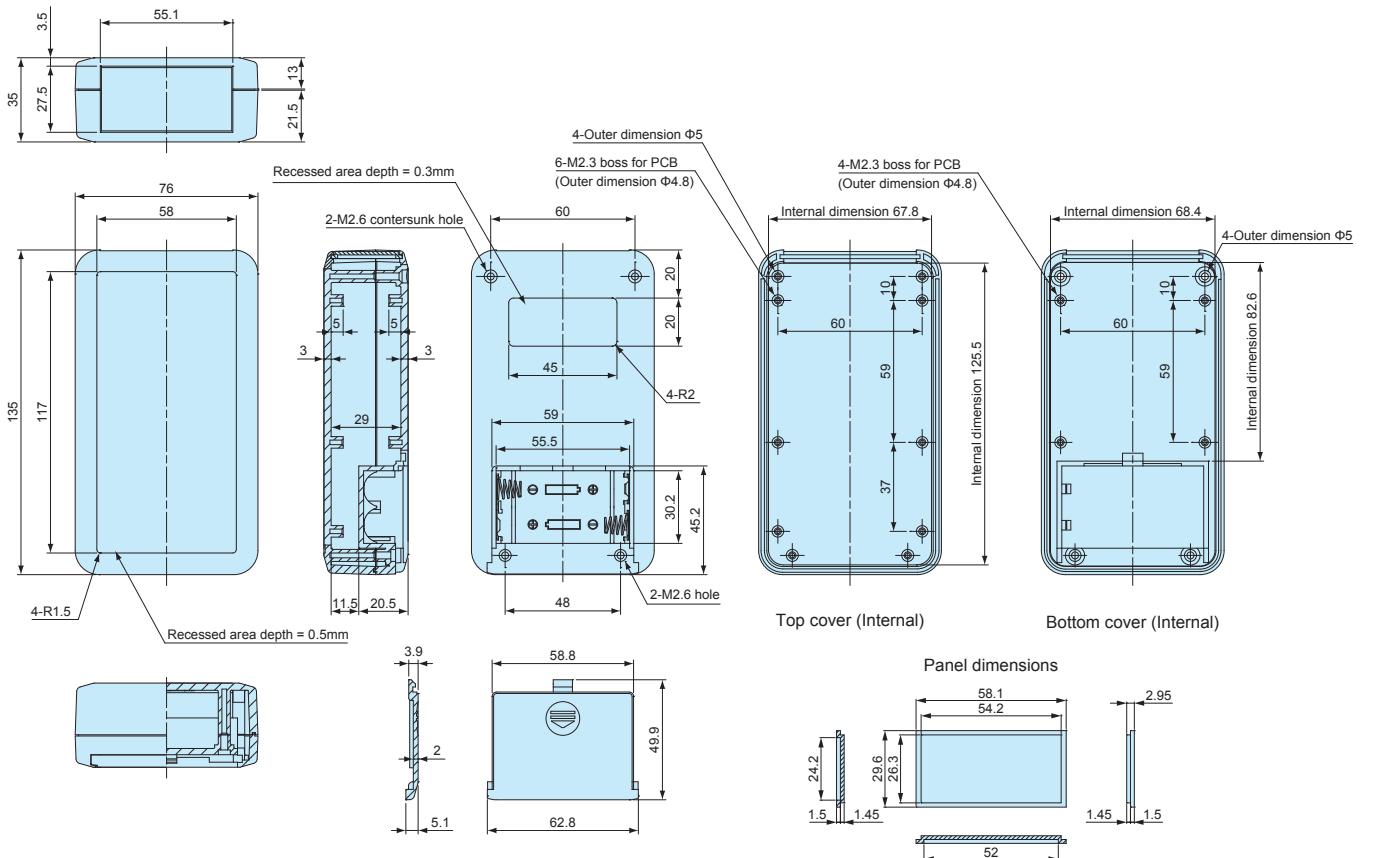 55.1
3.5
35
27.5
13
21.5
76
58
135
117
4-R1.5
Recessed area depth = 0.5mm
5
5
3
3
29
11.5
20.5
Recessed area depth = 0.3mm
2-M2.6 contersunk hole
60
20
20
45
4-R2
59
55.5
30.2
45.2
48
2-M2.6 hole
4-Outer dimension Φ5
6-M2.3 boss for PCB
(Outer dimension Φ4.8)
Internal dimension 67.8
10
60
59
37
Internal dimension 125.5
Top cover (Internal)
4-M2.3 boss for PCB
(Outer dimension Φ4.8)
Internal dimension 68.4
4-Outer dimension Φ5
10
60
59
Internal dimension 82.6
Bottom cover (Internal)
3.9
2
5.1
58.8
49.9
62.8
Panel dimensions
58.1
54.2
2.95
24.2
29.6
26.3
1.5
1.45
1.45
1.5
52